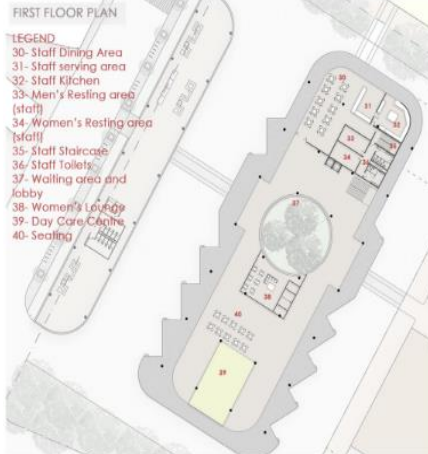 FIRST FLOOR PLAN
LEGEND
30- Staff Dining Area
31- Staff serving area
32- Staff Kitchen
33- Men's Resting area
(staff)
34- Women's Resting area
(staff)
35- Staff Staircase
36- Staff Toilets
37- Waiting area and
lobby
38- Women's Lounge
39- Day Care Centre
40- Seating
30
31
32
33
35
34
36
37
38
40
39